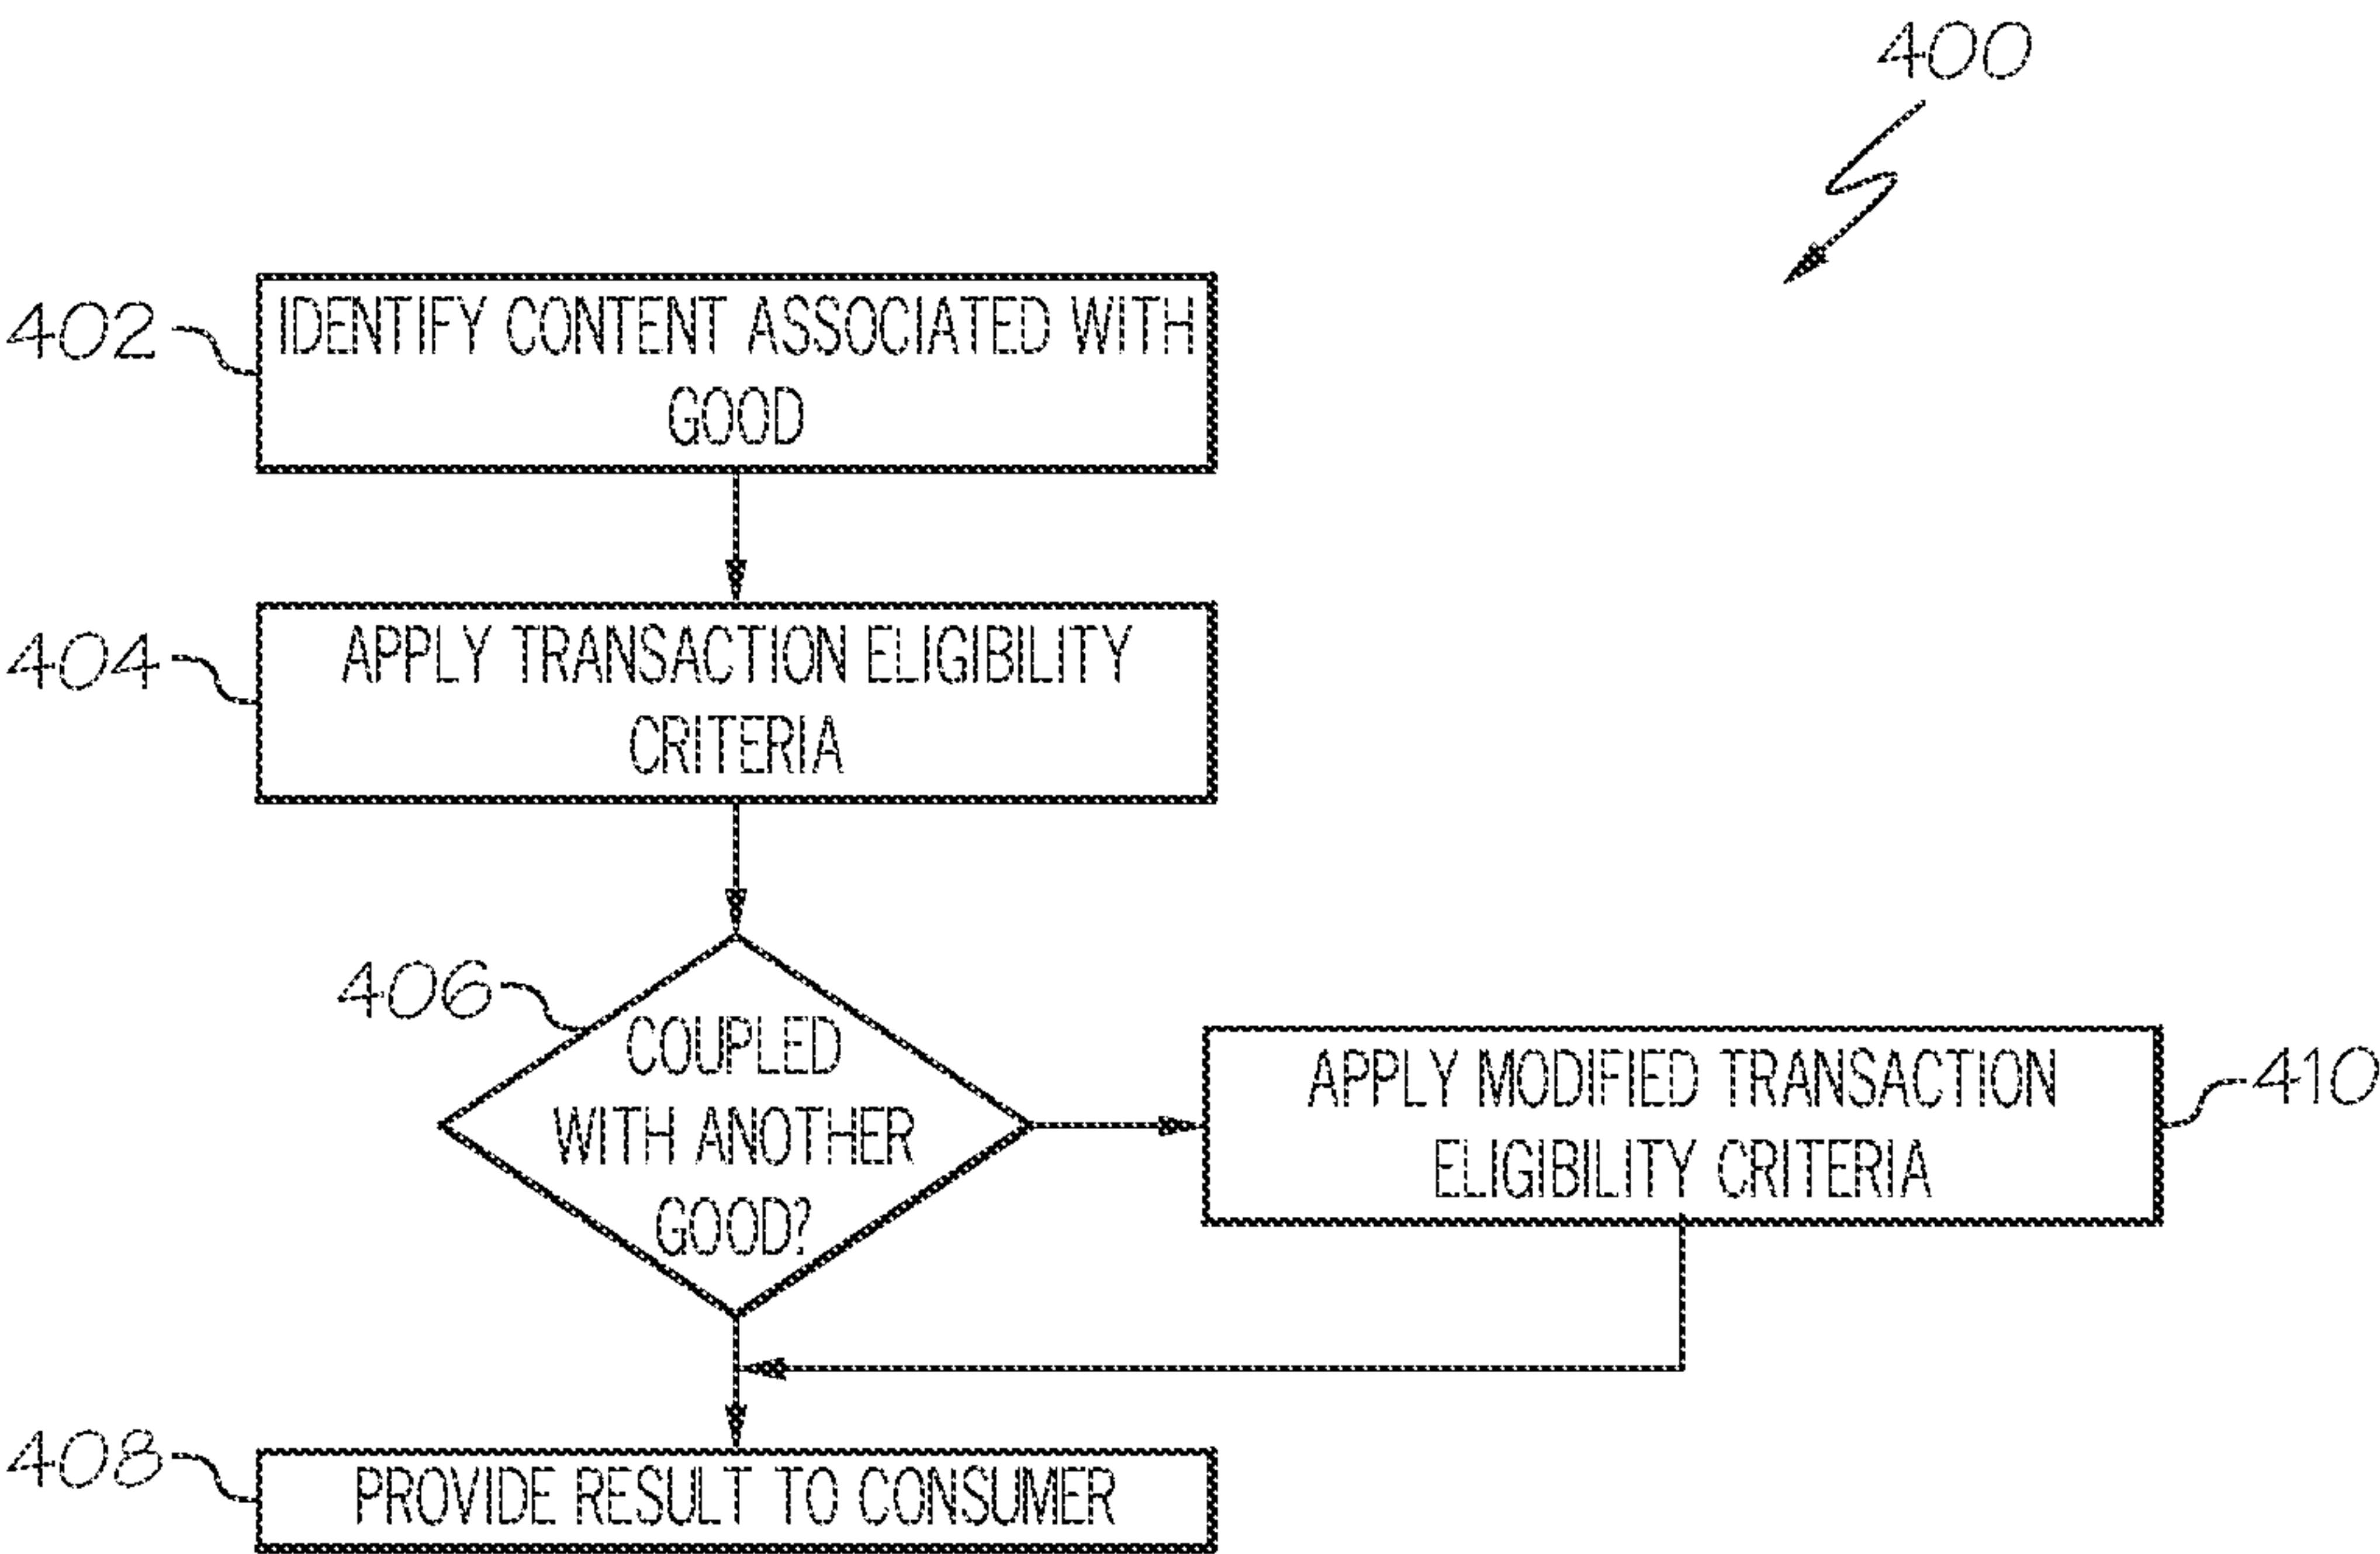 400
402
IDENTIFY CONTENT ASSOCIATED WITH
GOOD
404
APPLY TRANSACTION ELIGIBILITY
CRITERIA
406
COUPLED
WITH ANOTHER
GOOD?
APPLY MODIFIED TRANSACTION
ELIGIBILITY CRITERIA
410
408
PROVIDE RESULT TO CONSUMER